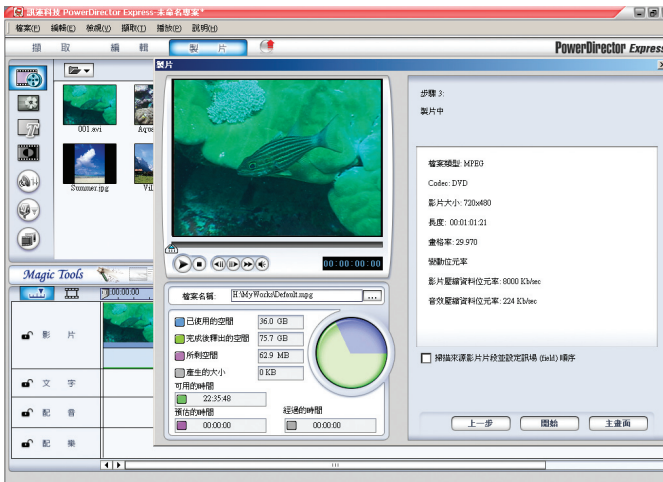 訊連科技 PowerDirector Express-未命名專案*
檔案(F) 編輯(E) 檢視(V) 擷取(T) 播放(P) 說明(H)
擷 取 編 輯 製 片
PowerDirector Express
製片
001.avi
Aqua
Summer.jpg
Vil
Magic Tools
00:00:00:00
影 片
文 字
配 音
配 樂
00:00:00:00
檔案名稱: H:\MyWorks\Default.mpg ...
已使用的空間 36.0 GB
完成後釋出的空間 75.7 GB
所剩空間 62.9 MB
產生的大小 0 KB
可用的時間
22:35:48
預估的時間 經過的時間
00:00:00 00:00:00
步驟 3:
製片中
檔案類型: MPEG
Codec: DVD
影片大小: 720x480
長度: 00:01:01:21
畫格率: 29.970
變動位元率
影片壓縮資料位元率: 8000 Kb/sec
音效壓縮資料位元率: 224 Kb/sec
掃描來源影片片段並設定訊場 (field) 順序
上一步 開始 主畫面